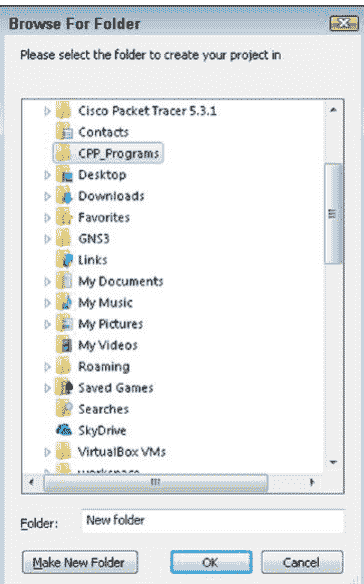 Browse For Folder
Please select the folder to create your project in
Cisco Packet Tracer 5.3.1
Contacts
CPP_Programs
Desktop
Downloads
Favorites
GNS3
Links
My Documents
My Music
My Pictures
My Videos
Roaming
Saved Games
Searches
SkyDrive
VirtualBox VMs
workspace
Folder: New folder
Make New Folder OK Cancel